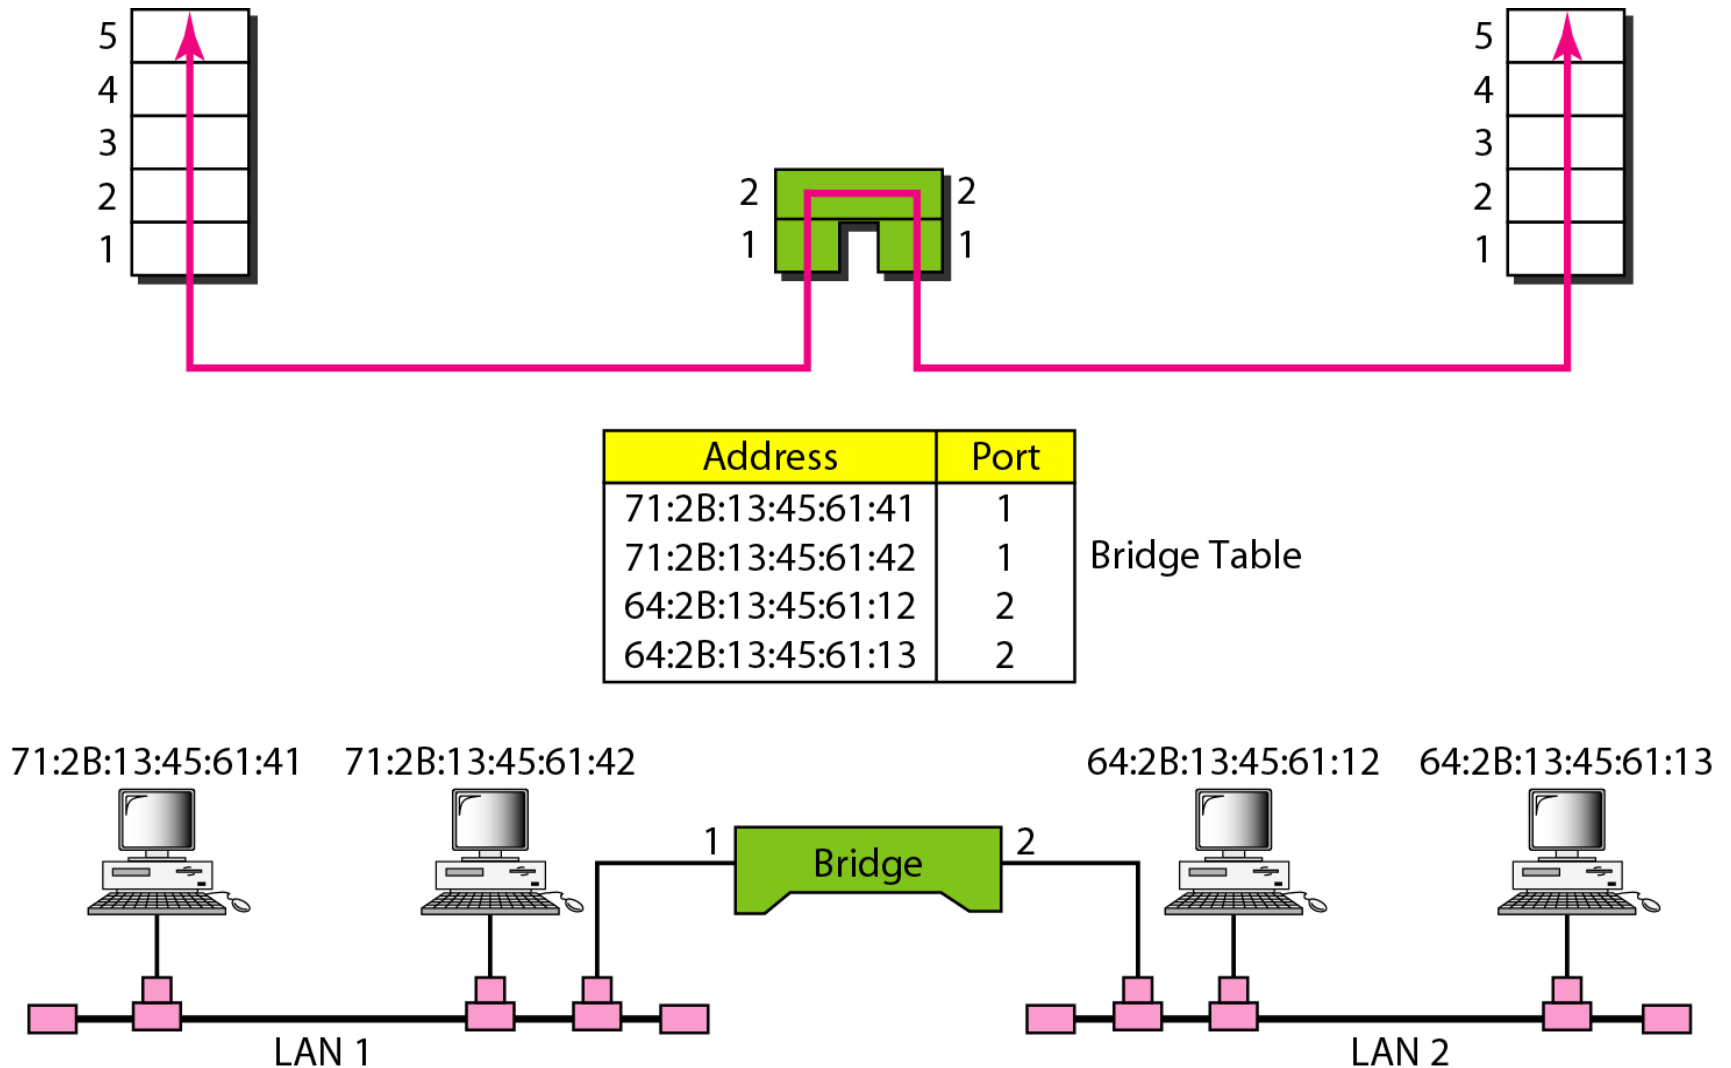 5 5
4 4
3 3
2 2 2 2
1 1 1 1
Address Port
71:2B:13:45:61:41 1
71:2B:13:45:61:42 1
64:2B:13:45:61:12 2
64:2B:13:45:61:13 2
Bridge Table
71:2B:13:45:61:41 71:2B:13:45:61:42 64:2B:13:45:61:12 64:2B:13:45:61:13
1 Bridge 2
LAN 1 LAN 2